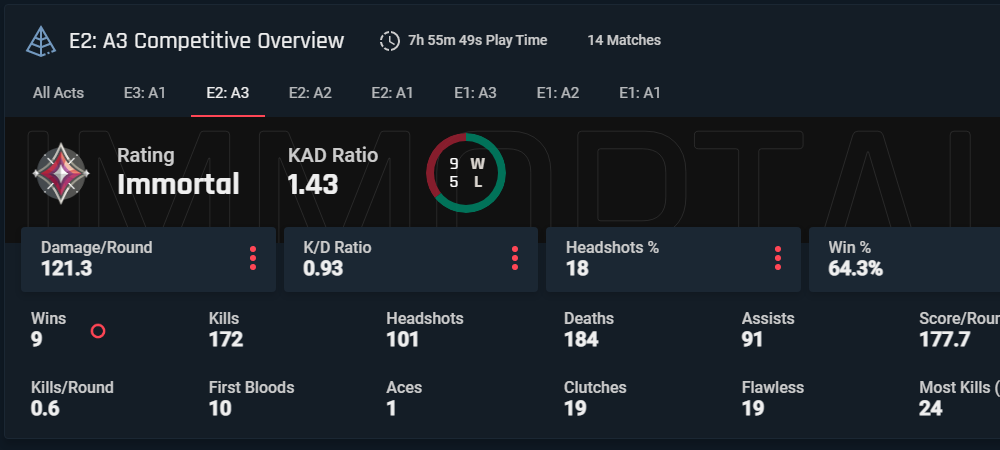 E2: A3 Competitive Overview 7h 55m 49s Play Time 14 Matches
All Acts E3: A1 E2: A3 E2: A2 E2: A1 E1: A3 E1: A2 E1: A1
IMMORTAL
Rating KAD Ratio 9 W
Immortal 1.43 5 L
Damage/Round K/D Ratio Headshots % Win %
121.3 0.93 18 64.3%
Wins Kills Headshots Deaths Assists Score/Roun
9 172 101 184 91 177.7
Kills/Round First Bloods Aces Clutches Flawless Most Kills (
0.6 10 1 19 19 24